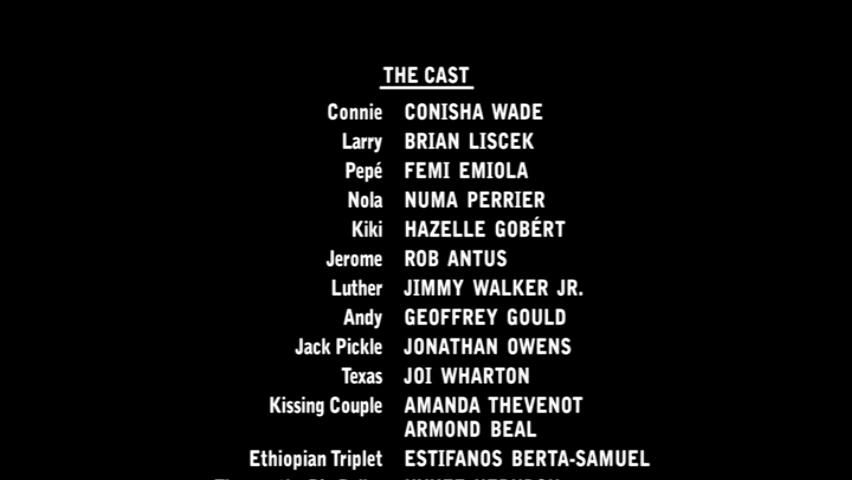 THE CAST
Connie CONISHA WADE
Larry BRIAN LISCEK
Pepé FEMI EMIOLA
Nola NUMA PERRIER
Kiki HAZELLE GOBÉRT
Jerome ROB ANTUS
Luther JIMMY WALKER JR.
Andy GEOFFREY GOULD
Jack Pickle JONATHAN OWENS
Texas JOI WHARTON
Kissing Couple AMANDA THEVENOT
ARMOND BEAL
Ethiopian Triplet ESTIFANOS BERTA-SAMUEL